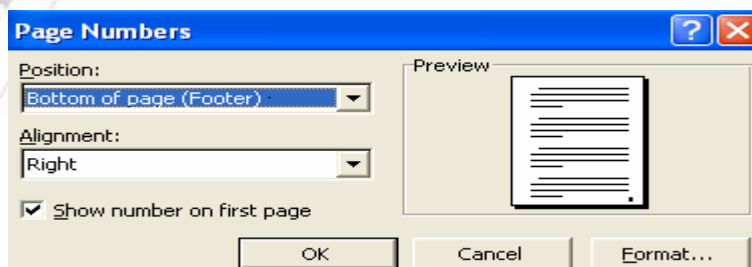 Page Numbers
Position:
Preview
Bottom of page (Footer)
Alignment:
Right
Show number on first page
OK
Cancel
Format...